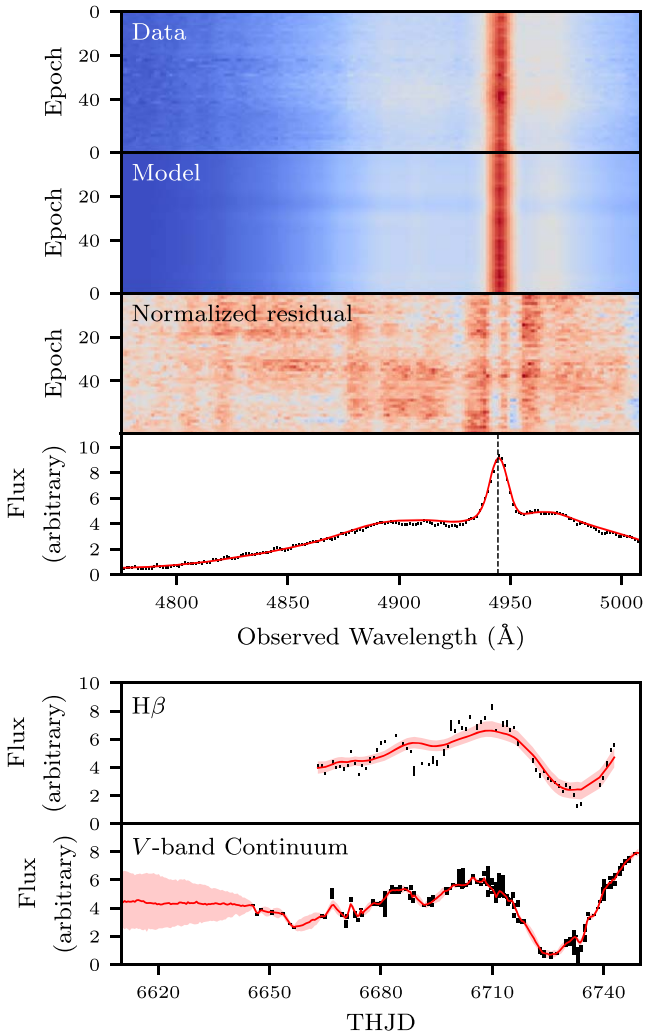 0
Data
20
Epoch
40
0
Model
20
Epoch
40
0
Normalized residual
20
Epoch
40
10
8
6
4
2
0
Flux
(arbitrary)
4800 4850 4900 4950 5000
Observed Wavelength (Å)
10
Hβ
8
6
4
2
0
Flux
(arbitrary)
V-band Continuum
8
6
4
2
0
Flux
(arbitrary)
6620 6650 6680 6710 6740
THJD